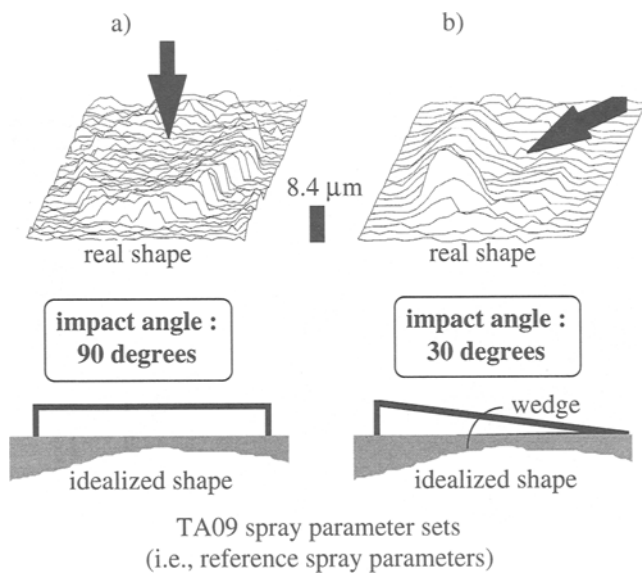 a)
b)
8.4 µm
real shape
real shape
impact angle :
90 degrees
impact angle :
30 degrees
wedge
idealized shape
idealized shape
TA09 spray parameter sets
(i.e., reference spray parameters)